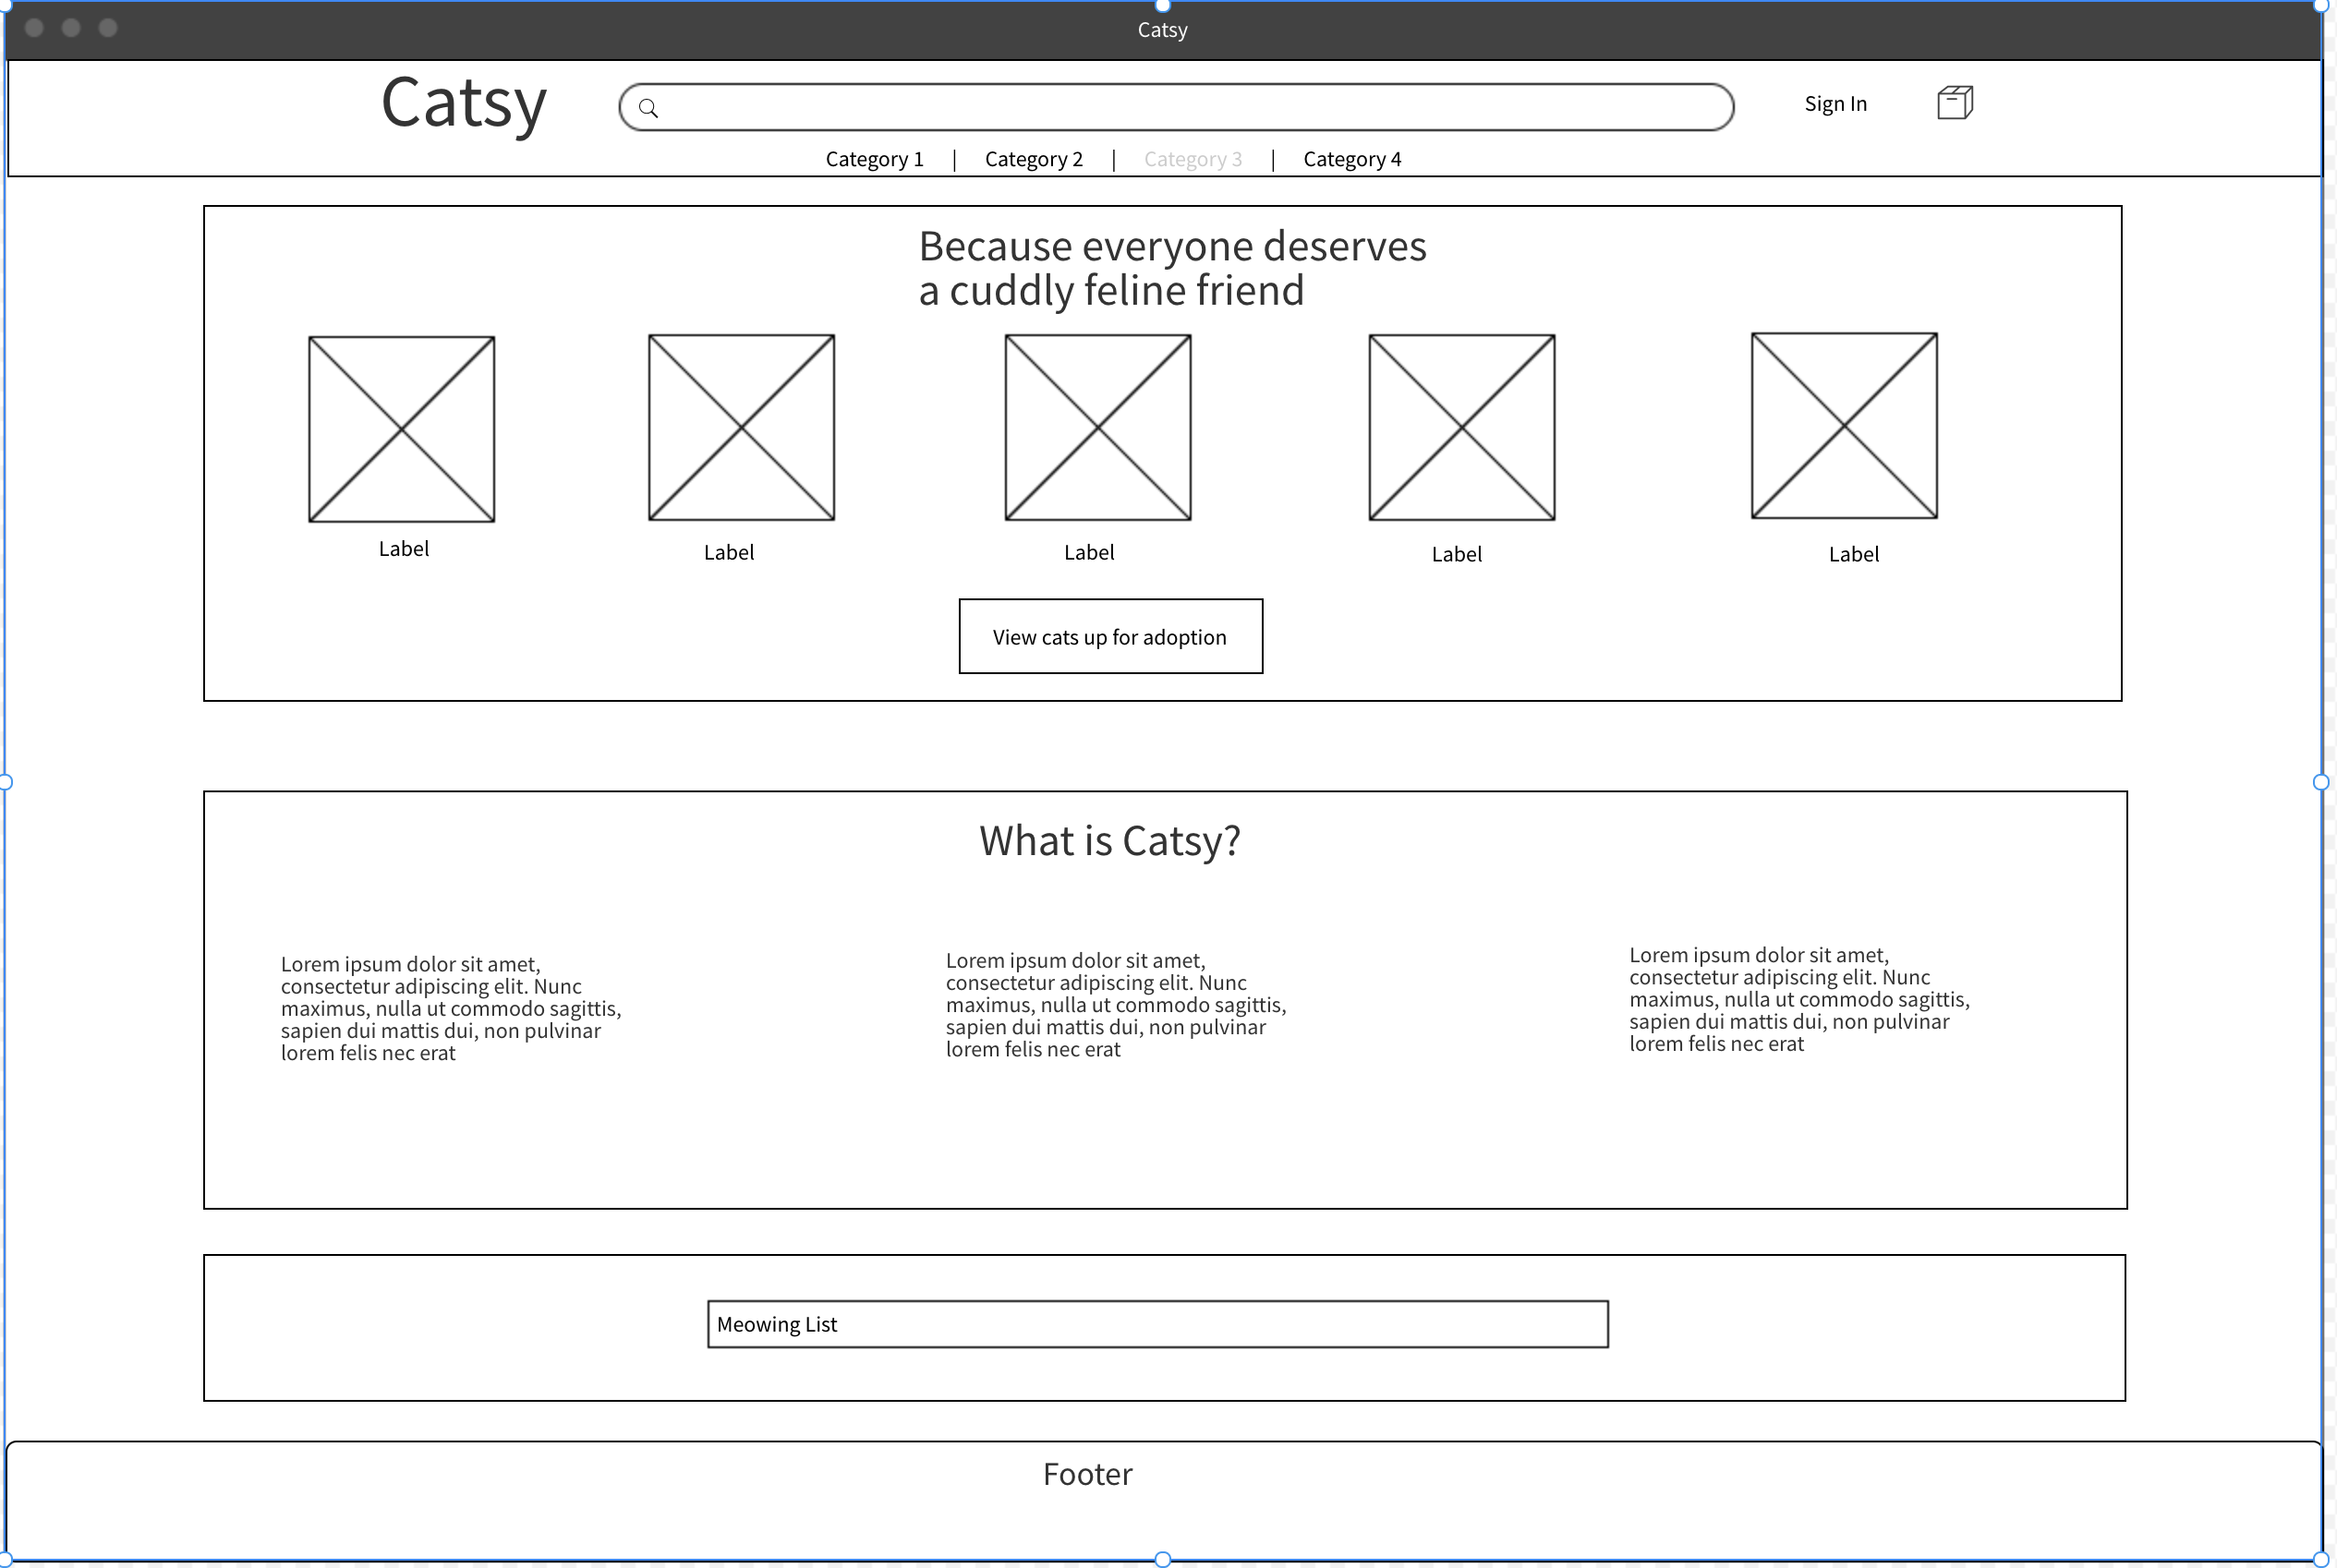 Catsy
Catsy
Sign In
Category 1 | Category 2 | Category 3 | Category 4
Because everyone deserves
a cuddly feline friend
Label Label Label Label Label
View cats up for adoption
What is Catsy?
Lorem ipsum dolor sit amet,
consectetur adipiscing elit. Nunc
maximus, nulla ut commodo sagittis,
sapien dui mattis dui, non pulvinar
lorem felis nec erat
Lorem ipsum dolor sit amet,
consectetur adipiscing elit. Nunc
maximus, nulla ut commodo sagittis,
sapien dui mattis dui, non pulvinar
lorem felis nec erat
Lorem ipsum dolor sit amet,
consectetur adipiscing elit. Nunc
maximus, nulla ut commodo sagittis,
sapien dui mattis dui, non pulvinar
lorem felis nec erat
Meowing List
Footer